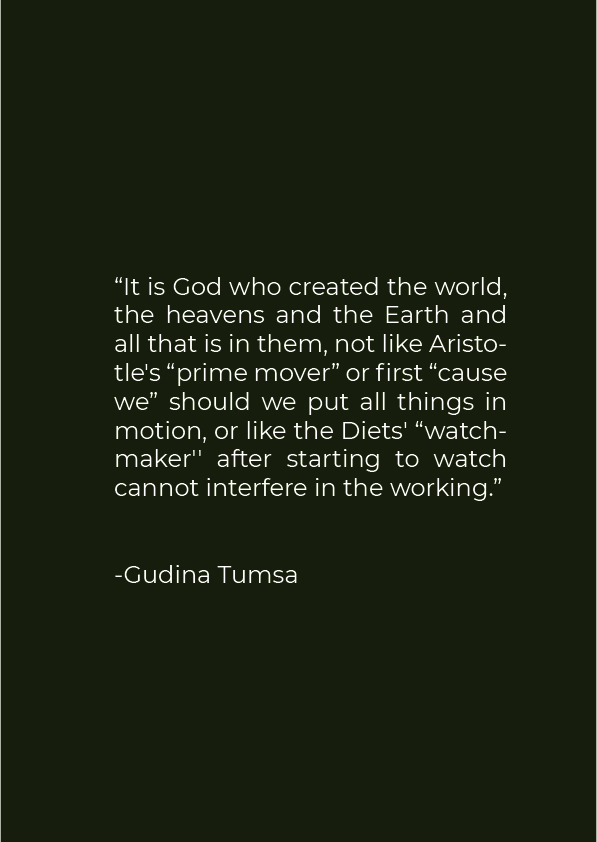 “It is God who created the world,
the heavens and the Earth and
all that is in them, not like Aristo-
tle's “prime mover” or first “cause
we” should we put all things in
motion, or like the Diets' “watch-
maker'' after starting to watch
cannot interfere in the working.”
-Gudina Tumsa